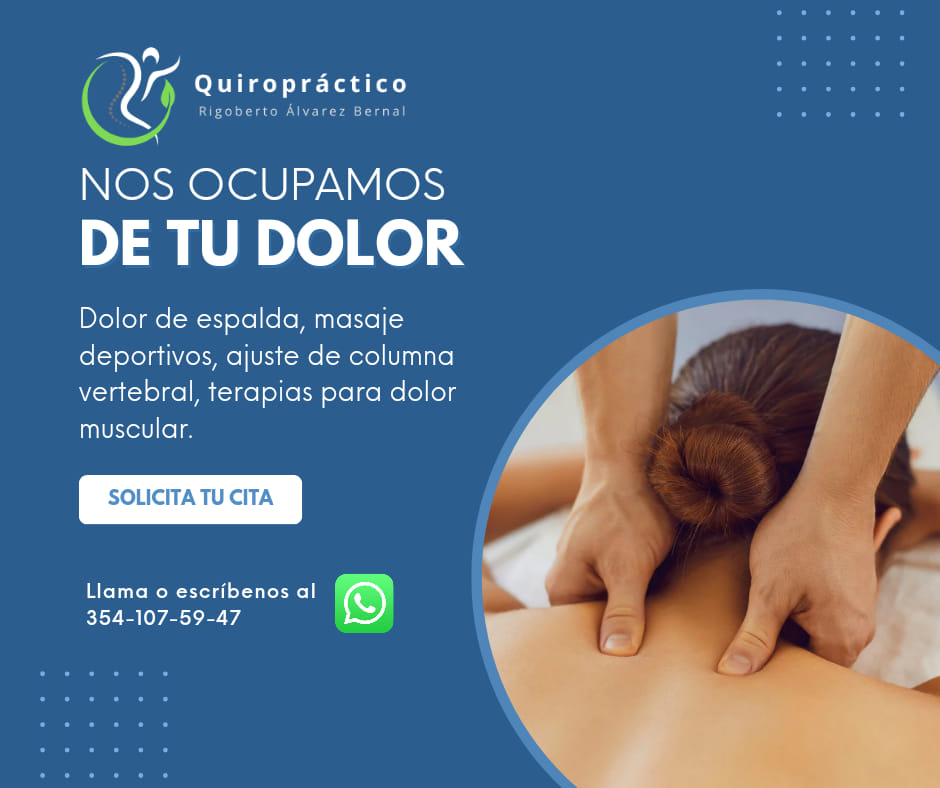 Quiropráctico
Rigoberto Álvarez Bernal
NOS OCUPAMOS
DE TU DOLOR
Dolor de espalda, masaje
deportivos, ajuste de columna
vertebral, terapias para dolor
muscular.
SOLICITA TU CITA
Llama o escríbenos al
354-107-59-47